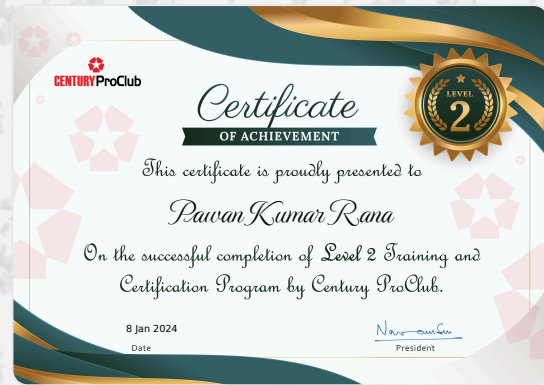 CENTURY ProClub
LEVEL
2
Certificate
OF ACHIEVEMENT
This certificate is proudly presented to
Pawan Kumar Rana
On the successful completion of Level 2 Training and
Certification Program by Century ProClub.
8 Jan 2024
Date
President